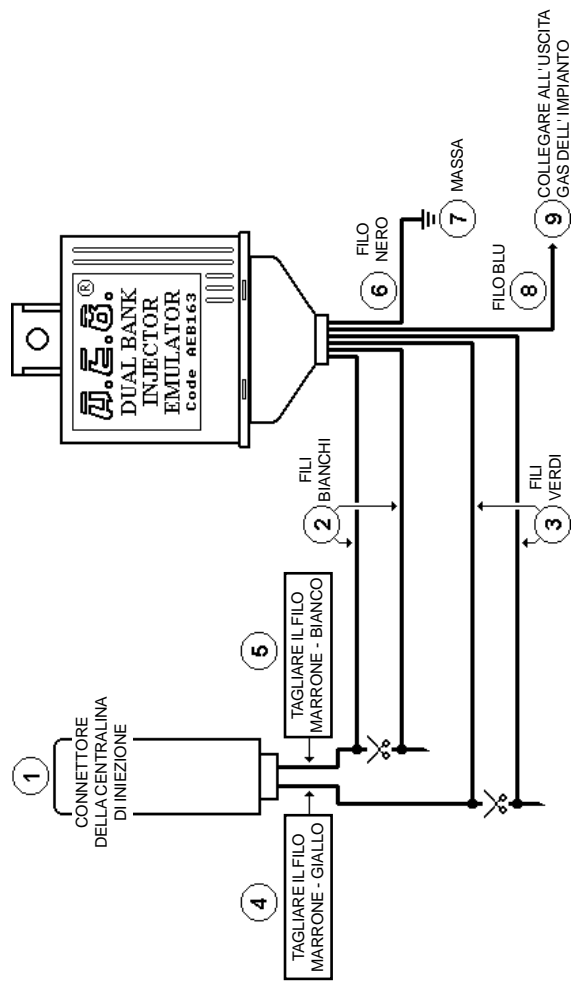 1
CONNETTORE
DELLA CENTRALINA
DI INIEZIONE
4
TAGLIARE IL FILO
MARRONE - GIALLO
5
TAGLIARE IL FILO
MARRONE - BIANCO
A.E.B.®
DUAL BANK
INJECTOR
EMULATOR
Code AEB163
2
FILI
BIANCHI
3
FILI
VERDI
6
FILO
NERO
7
MASSA
8
FILO BLU
9
COLLEGARE ALL'USCITA
GAS DELL'IMPIANTO